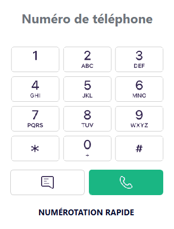 Numéro de téléphone
1 2 3
ABC DEF
4 5 6
GHI JKL MNO
7 8 9
PQRS TUV WXYZ
* 0 #
NUMÉROTATION RAPIDE